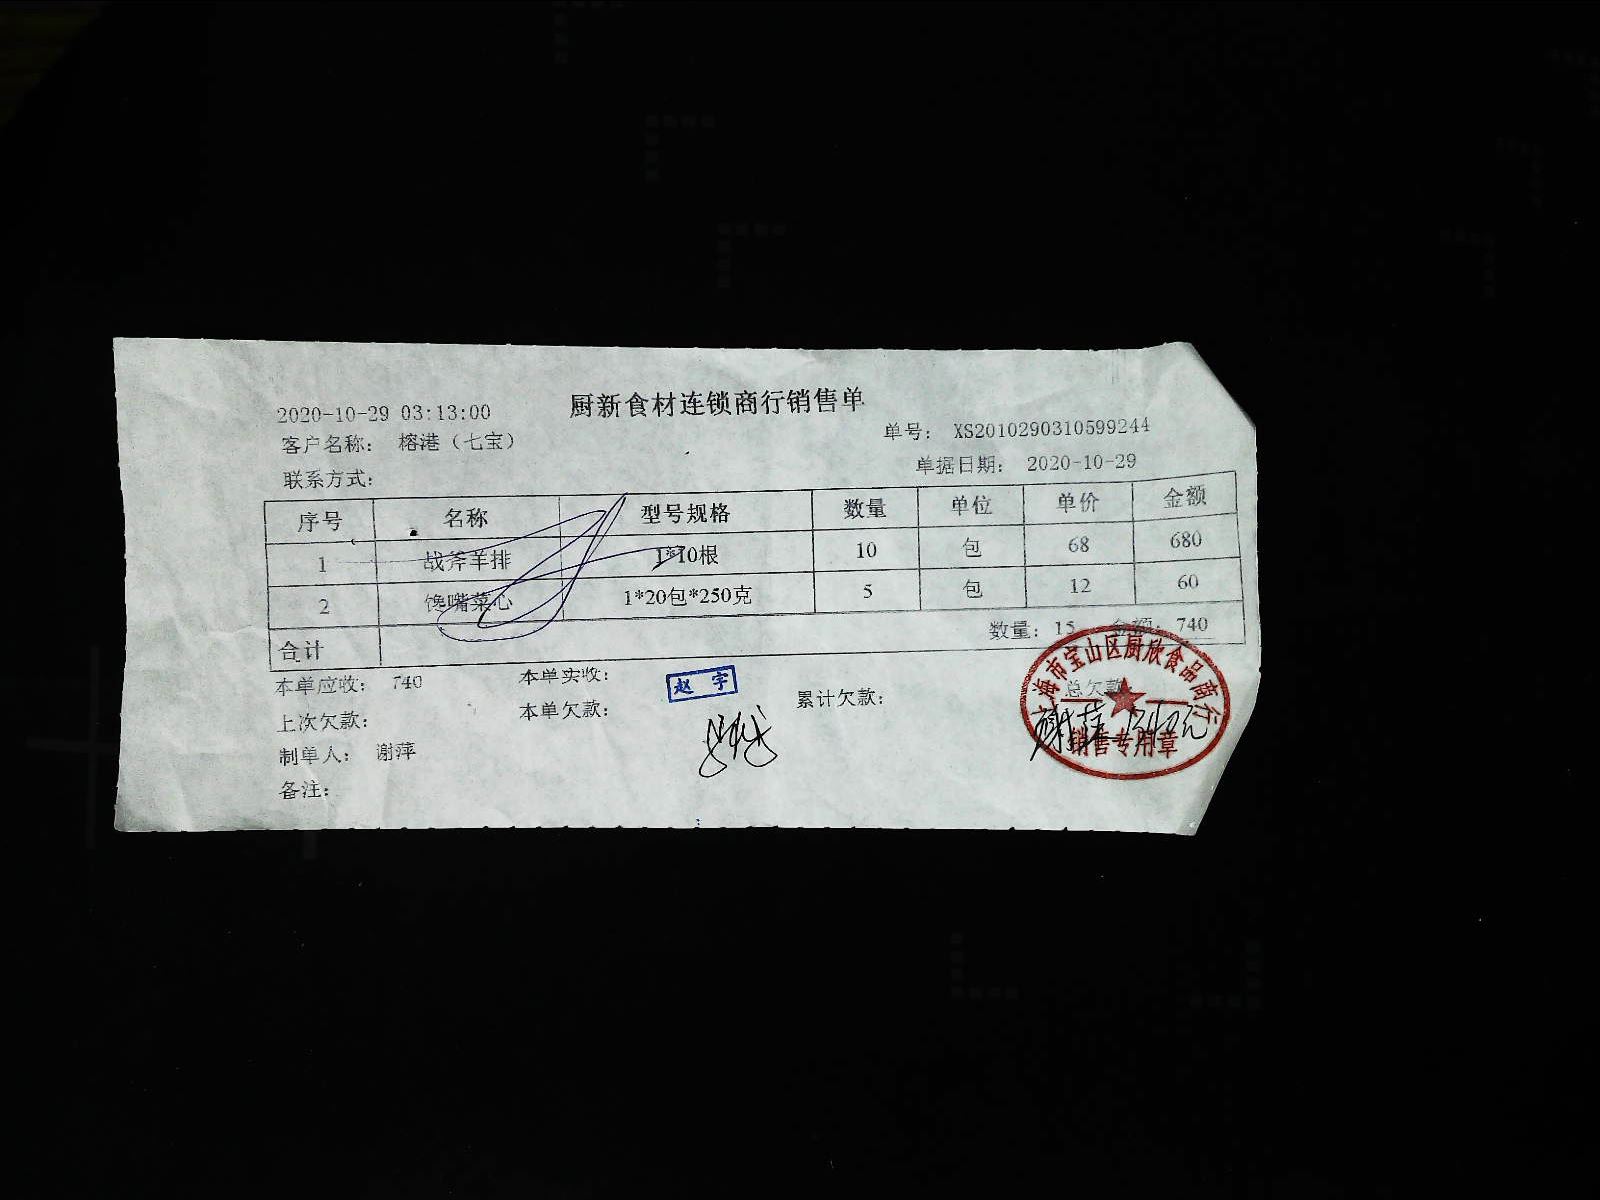 厨新食材连锁商行销售单
2020-10-29 03:13:00
单号： XS2010290310599244
客户名称： 榕港（七宝）
单据日期： 2020-10-29
联系方式：
序号 名称 型号规格 数量 单位 单价 金额
1 战斧羊排 1*10根 10 包 68 680
2 馋嘴菜心 1*20包*250克 5 包 12 60
合计 数量：15 金额：740
本单应收： 740 本单实收：
赵宇
上次欠款： 本单欠款： 累计欠款： 总欠款
制单人： 谢萍
备注：
上海市宝山区厨欣食品商行
销售专用章